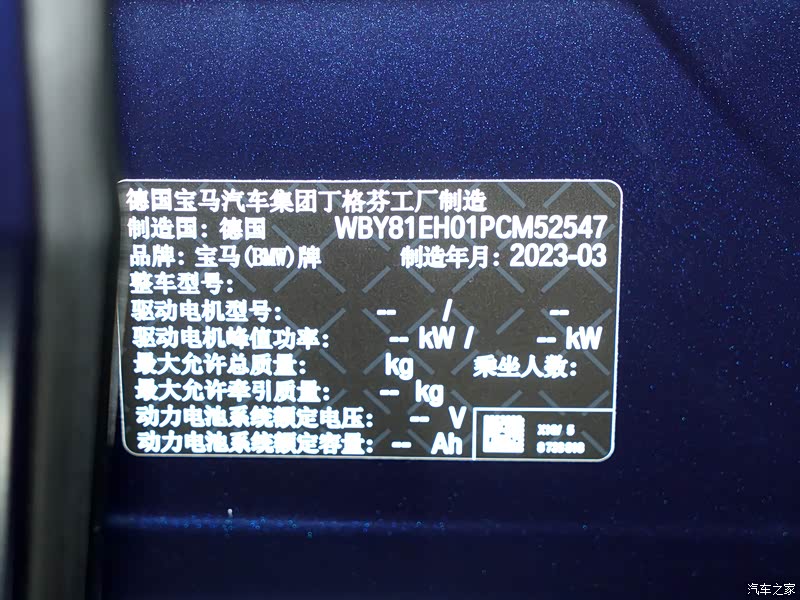 德国宝马汽车集团丁格芬工厂制造
制造国：德国 WBY81EH01PCM52547
品牌：宝马(BMW)牌 制造年月：2023-03
整车型号：
驱动电机型号： -- / --
驱动电机峰值功率： -- kW / -- kW
最大允许总质量： kg 乘坐人数：
最大允许牵引质量： -- kg
动力电池系统额定电压： -- V
动力电池系统额定容量： -- Ah
汽车之家